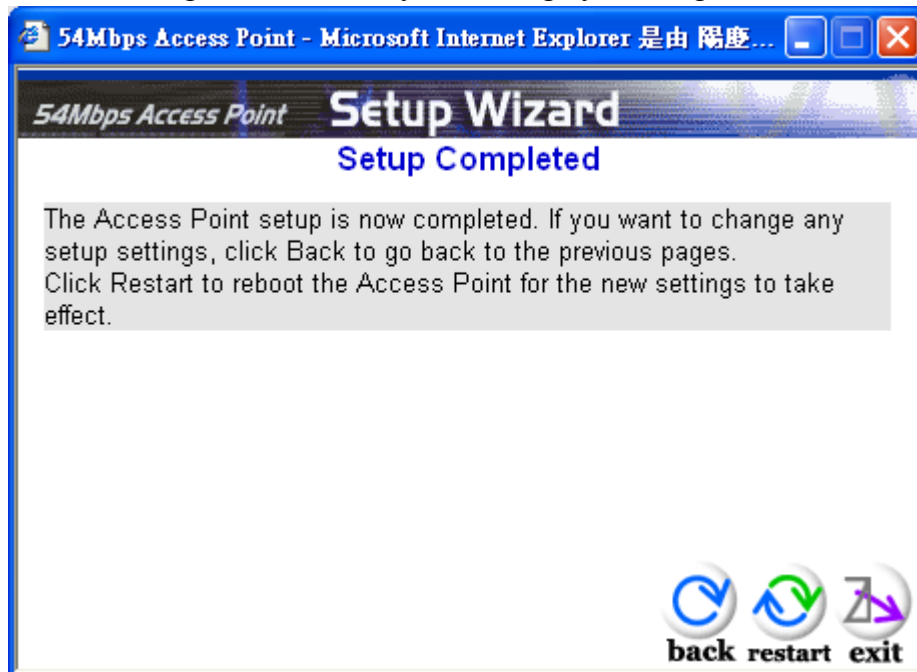 54Mbps Access Point - Microsoft Internet Explorer 是由 陽慶...
54Mbps Access Point Setup Wizard
Setup Completed
The Access Point setup is now completed. If you want to change any
setup settings, click Back to go back to the previous pages.
Click Restart to reboot the Access Point for the new settings to take
effect.
back restart exit